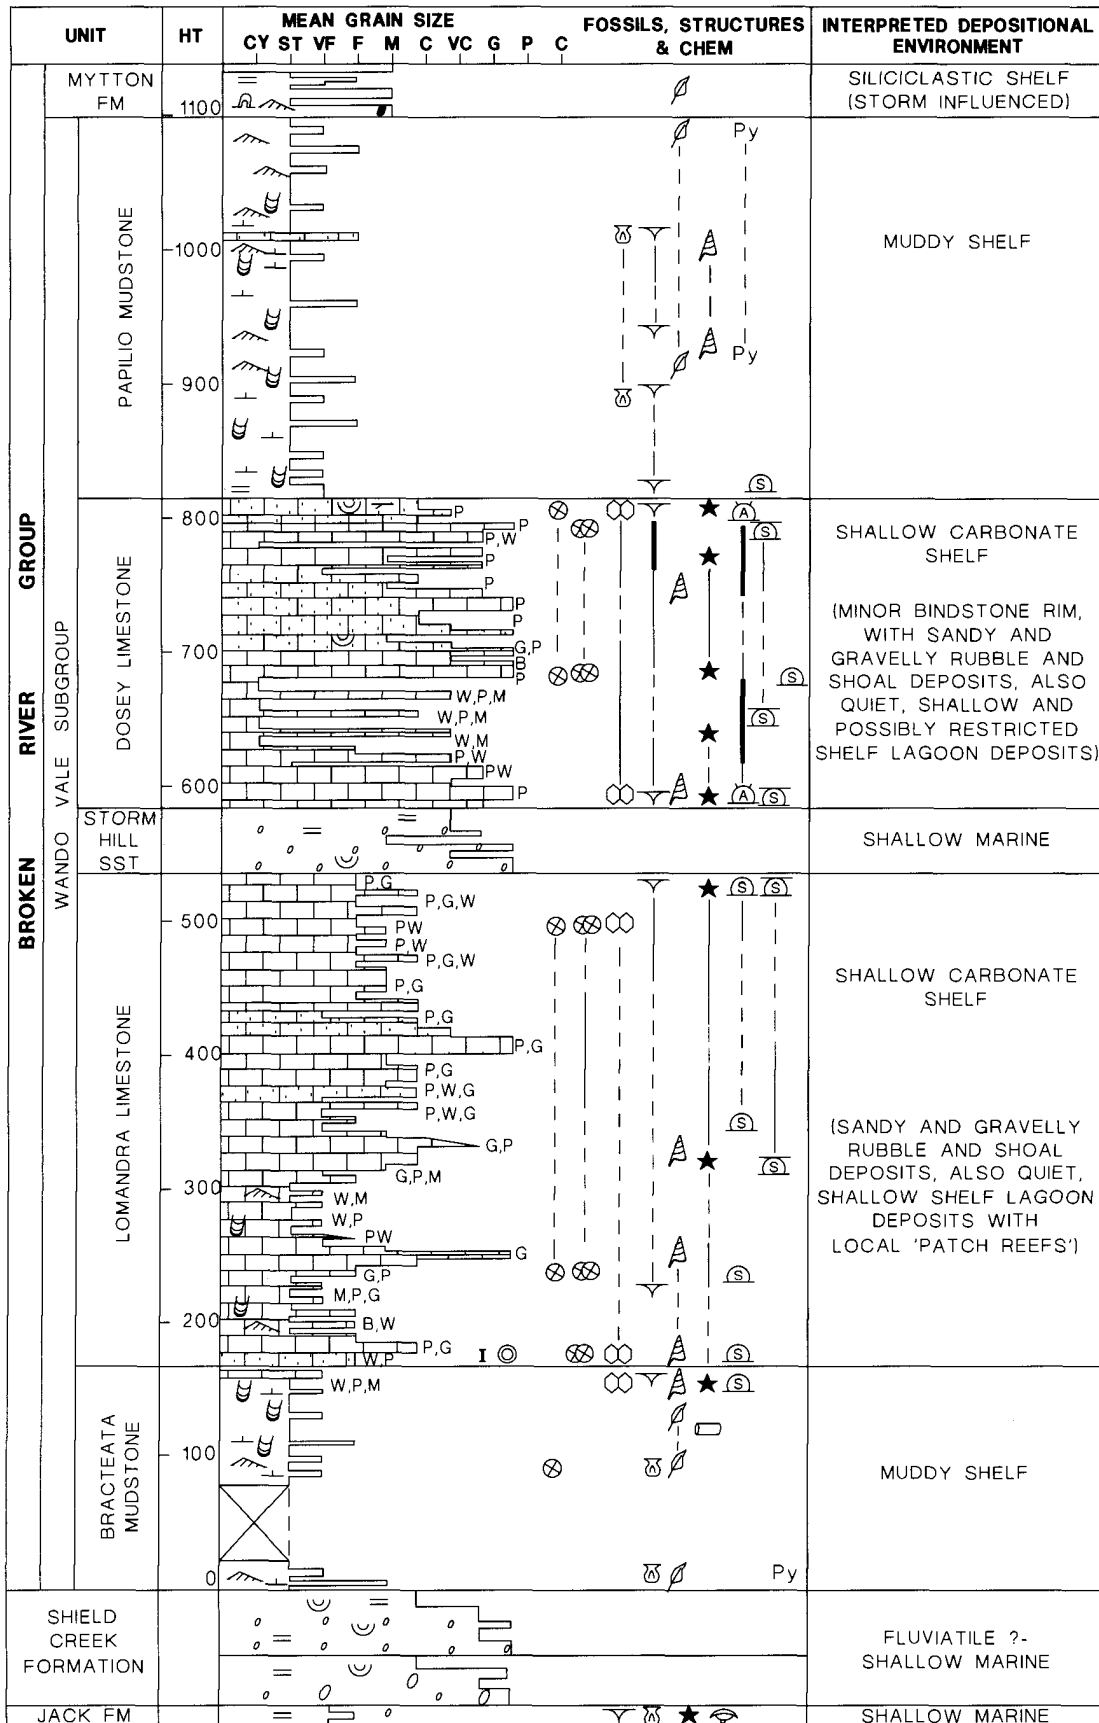 UNIT
HT
MEAN GRAIN SIZE
CY ST VF F M C VC G P C
FOSSILS, STRUCTURES
& CHEM
INTERPRETED DEPOSITIONAL
ENVIRONMENT
BROKEN RIVER GROUP
WANDO VALE SUBGROUP
MYTTON
FM
1100
SILICICLASTIC SHELF
(STORM INFLUENCED)
PAPILIO MUDSTONE
Py
1000
MUDDY SHELF
Py
900
S
DOSEY LIMESTONE
800
P
A
P
S
P,W
P
P
P
SHALLOW CARBONATE
SHELF
(MINOR BINDSTONE RIM,
WITH SANDY AND
GRAVELLY RUBBLE AND
SHOAL DEPOSITS, ALSO
QUIET, SHALLOW AND
POSSIBLY RESTRICTED
SHELF LAGOON DEPOSITS)
700
G,P
B
P
S
W,P,M
W,P,M
S
W,M
P,W
PW
600
P
A
S
STORM
HILL
SST
SHALLOW MARINE
LOMANDRA LIMESTONE
P,G
S
S
P,G,W
500
PW
P,W
P,G,W
P,G
P,G
SHALLOW CARBONATE
SHELF
400
P,G
P,G
P,W,G
P,W,G
S
G,P
S
G,P,M
(SANDY AND GRAVELLY
RUBBLE AND SHOAL
DEPOSITS, ALSO QUIET,
SHALLOW SHELF LAGOON
DEPOSITS WITH
LOCAL 'PATCH REEFS')
300
W,M
W,P
PW
G
G,P
S
M,P,G
200
B,W
P,G
W,P
I
S
BRACTEATA
MUDSTONE
W,P,M
S
100
MUDDY SHELF
0
Py
SHIELD
CREEK
FORMATION
FLUVIATILE ?-
SHALLOW MARINE
JACK FM
SHALLOW MARINE